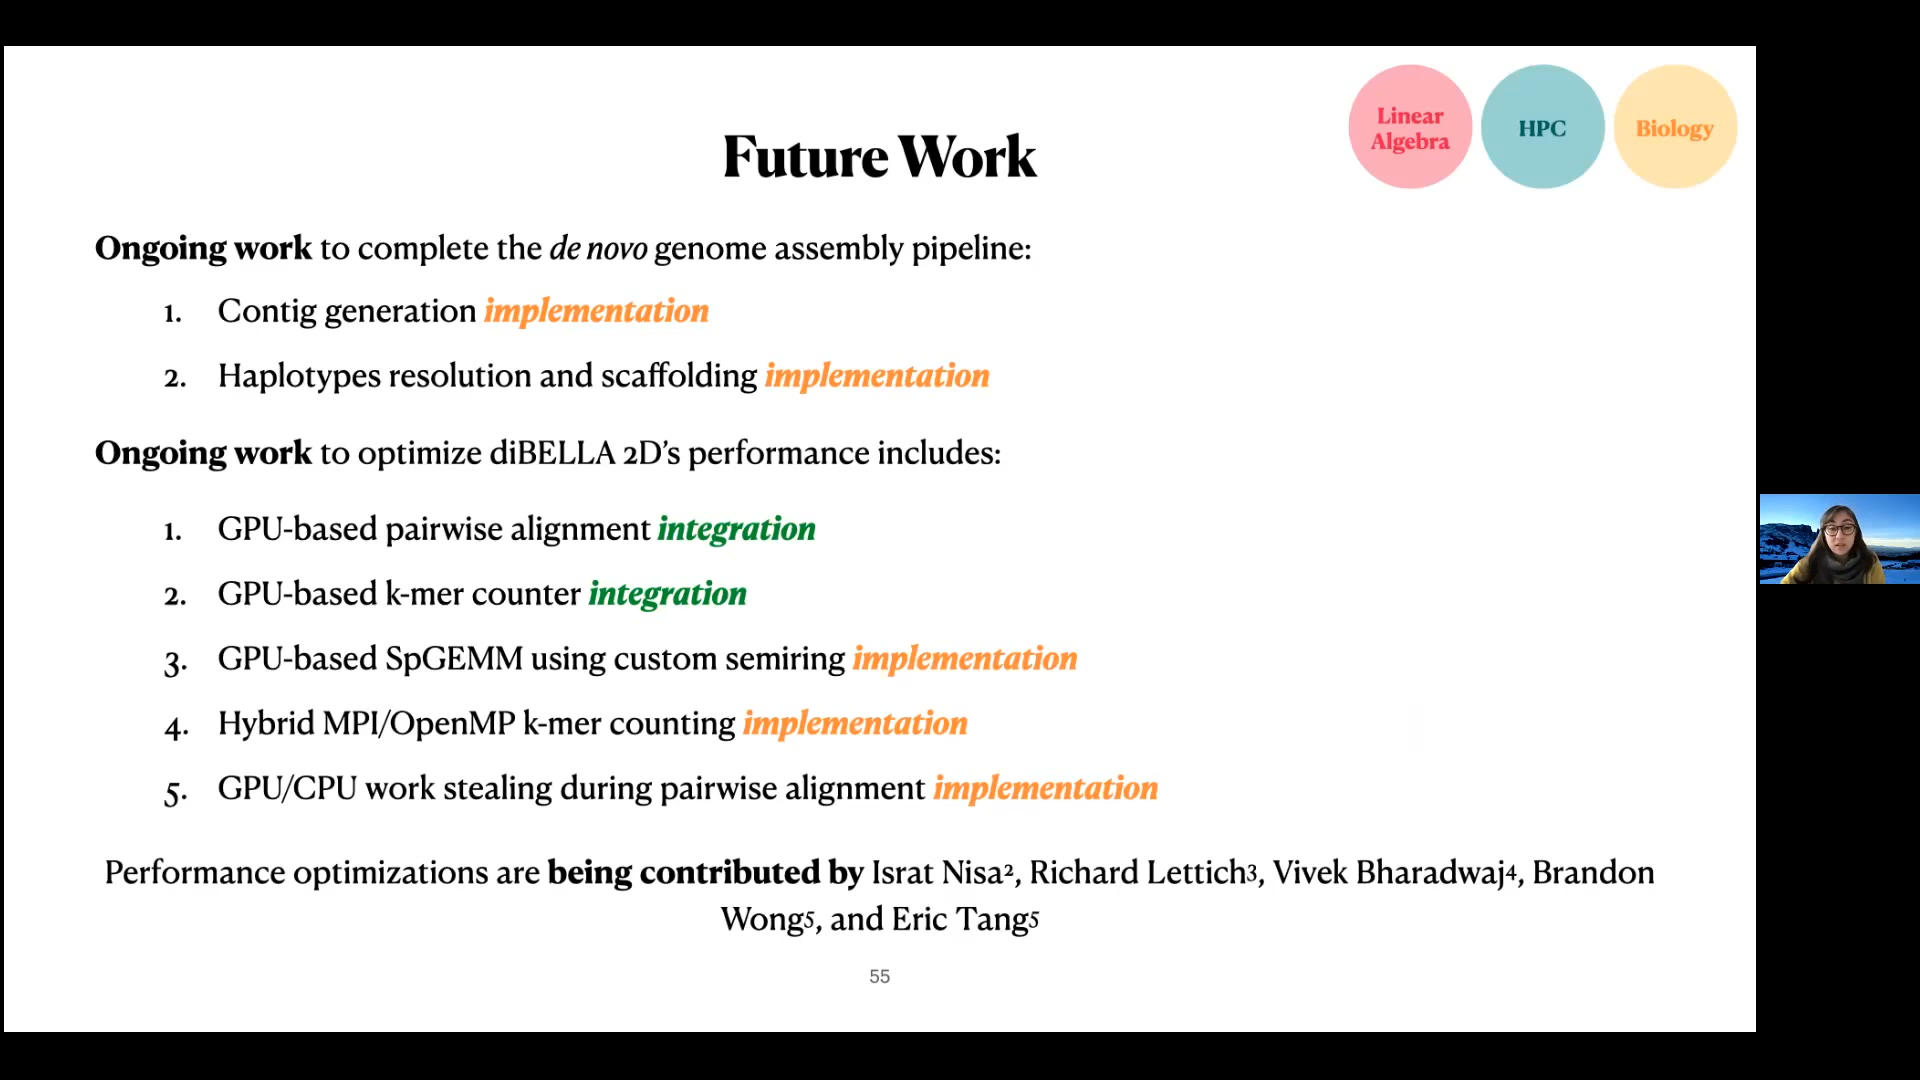 Linear
Algebra
HPC
Biology
Future Work
Ongoing work to complete the de novo genome assembly pipeline:
1. Contig generation implementation
2. Haplotypes resolution and scaffolding implementation
Ongoing work to optimize diBELLA 2D’s performance includes:
1. GPU-based pairwise alignment integration
2. GPU-based k-mer counter integration
3. GPU-based SpGEMM using custom semiring implementation
4. Hybrid MPI/OpenMP k-mer counting implementation
5. GPU/CPU work stealing during pairwise alignment implementation
Performance optimizations are being contributed by Israt Nisa², Richard Lettich³, Vivek Bharadwaj⁴, Brandon
Wong⁵, and Eric Tang⁵
55